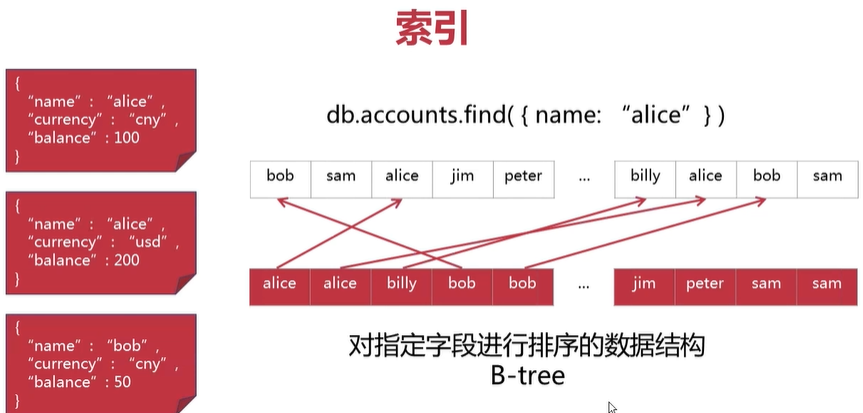 索引
{
“name” : “alice” ,
“currency” : “cny” ,
“balance” : 100
}
{
“name” : “alice” ,
“currency” : “usd” ,
“balance” : 200
}
{
“name” : “bob” ,
“currency” : “cny” ,
“balance” : 50
}
db.accounts.find( { name: “alice” } )
bob sam alice jim peter ... billy alice bob sam
alice alice billy bob bob ... jim peter sam sam
对指定字段进行排序的数据结构
B-tree